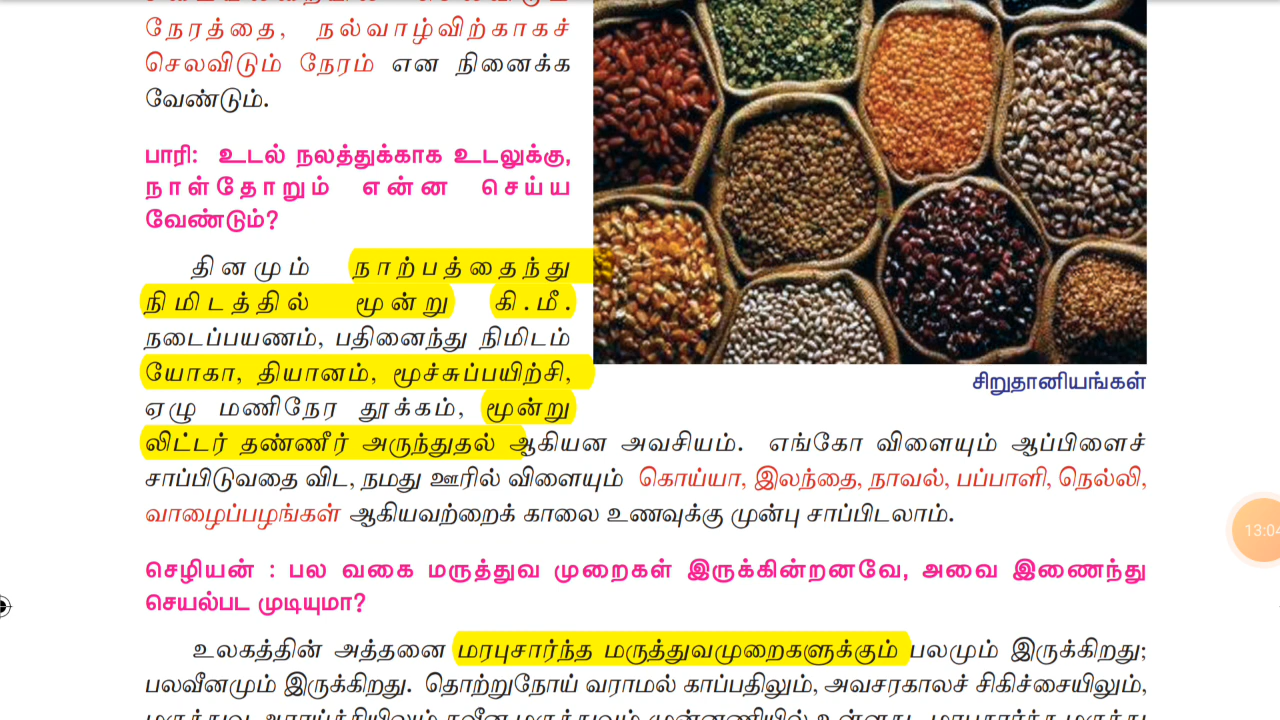 நேரத்தை, நல்வாழ்விற்காகச்
செலவிடும் நேரம் என நினைக்க
வேண்டும்.
பாரி: உடல் நலத்துக்காக உடலுக்கு,
நாள்தோறும் என்ன செய்ய
வேண்டும்?
தினமும் நாற்பத்தைந்து
நிமிடத்தில் மூன்று கி.மீ.
நடைப்பயணம், பதினைந்து நிமிடம்
யோகா, தியானம், மூச்சுப்பயிற்சி,
ஏழு மணிநேர தூக்கம், மூன்று
லிட்டர் தண்ணீர் அருந்துதல் ஆகியன அவசியம். எங்கோ விளையும் ஆப்பிளைச்
சாப்பிடுவதை விட, நமது ஊரில் விளையும் கொய்யா, இலந்தை, நாவல், பப்பாளி, நெல்லி,
வாழைப்பழங்கள் ஆகியவற்றைக் காலை உணவுக்கு முன்பு சாப்பிடலாம்.
சிறுதானியங்கள்
செழியன் : பல வகை மருத்துவ முறைகள் இருக்கின்றனவே, அவை இணைந்து
செயல்பட முடியுமா?
உலகத்தின் அத்தனை மரபுசார்ந்த மருத்துவமுறைகளுக்கும் பலமும் இருக்கிறது;
பலவீனமும் இருக்கிறது. தொற்றுநோய் வராமல் காப்பதிலும், அவசரகாலச் சிகிச்சையிலும்,
13:04